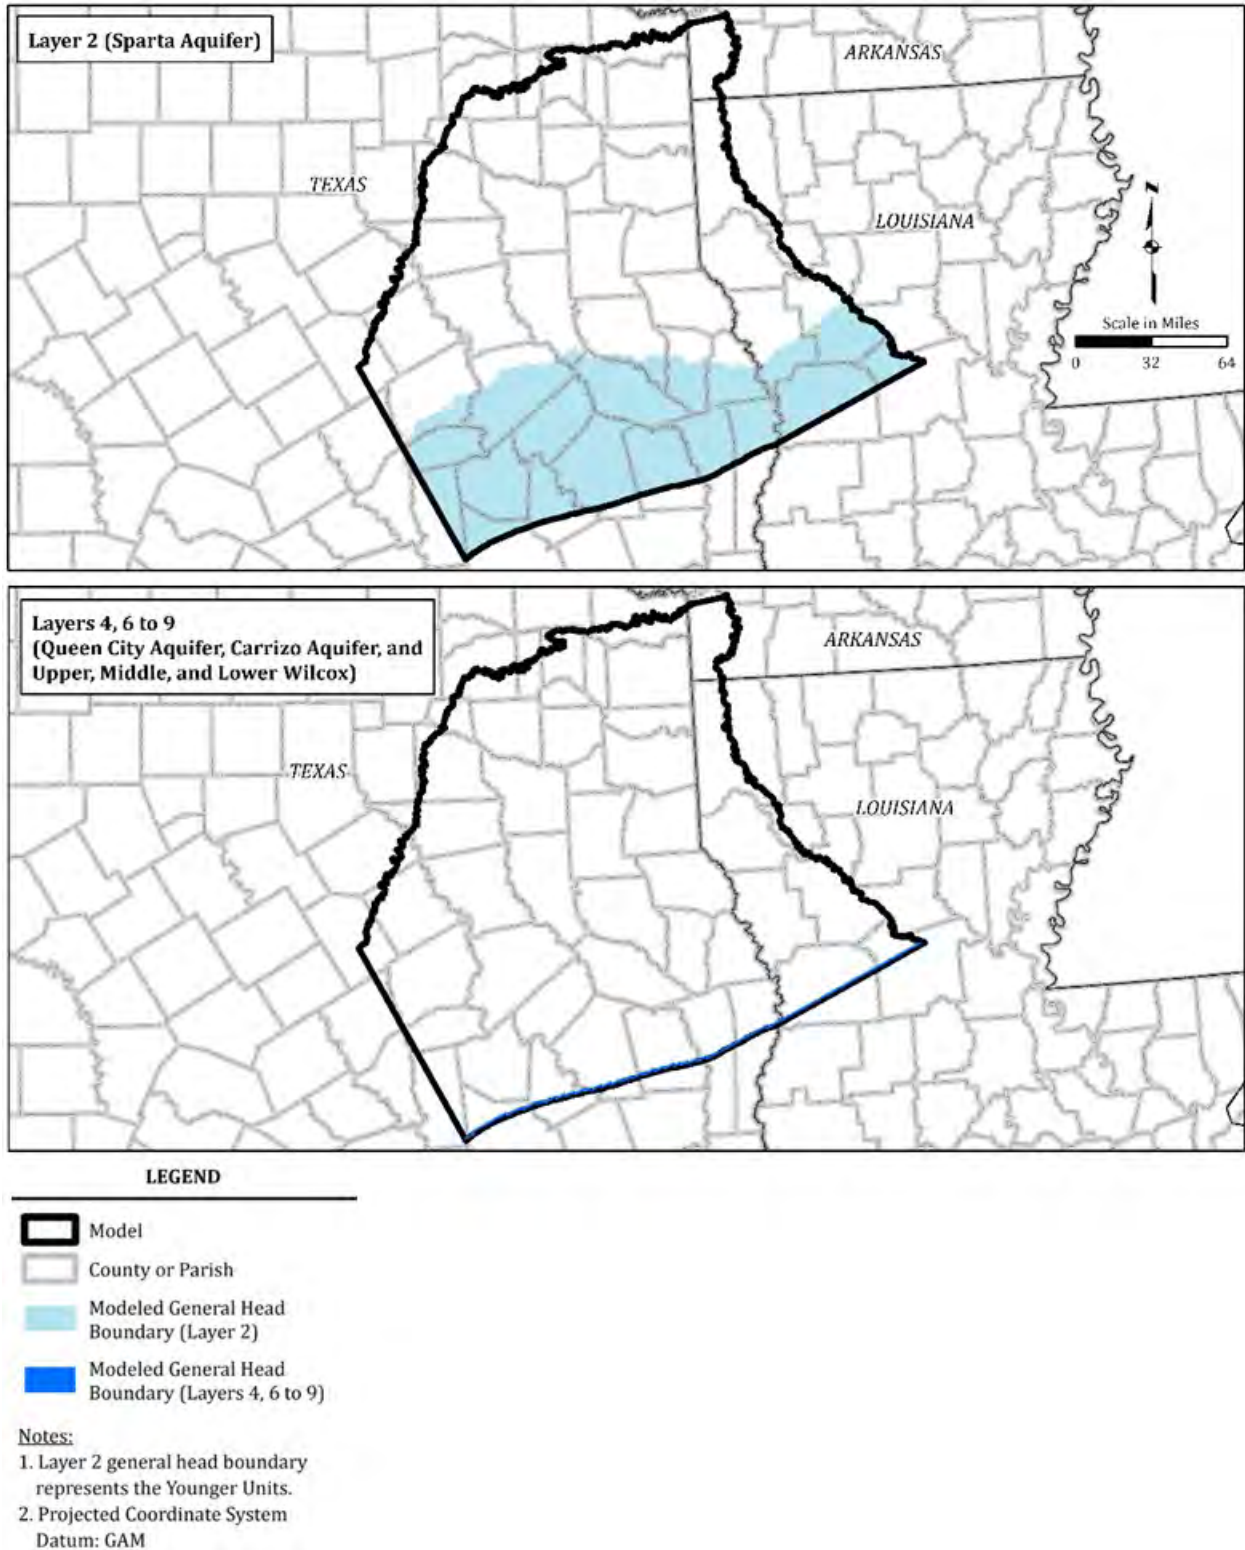 Layer 2 (Sparta Aquifer)
ARKANSAS
TEXAS
LOUISIANA
N
Scale in Miles
0 32 64
Layers 4, 6 to 9
(Queen City Aquifer, Carrizo Aquifer, and
Upper, Middle, and Lower Wilcox)
ARKANSAS
TEXAS
LOUISIANA
LEGEND
Model
County or Parish
Modeled General Head
Boundary (Layer 2)
Modeled General Head
Boundary (Layers 4, 6 to 9)
Notes:
1. Layer 2 general head boundary
represents the Younger Units.
2. Projected Coordinate System
Datum: GAM